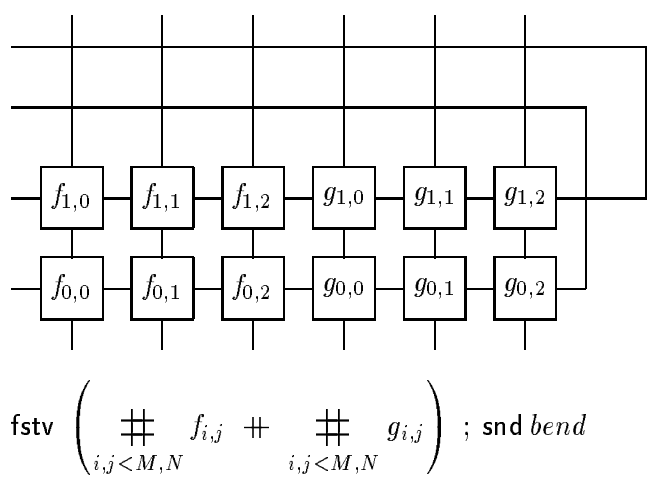 f1,0 f1,1 f1,2 g1,0 g1,1 g1,2
f0,0 f0,1 f0,2 g0,0 g0,1 g0,2
fstv ( ⧻ i,j<M,N fi,j ⧺ ⧻ i,j<M,N gi,j ) ; snd bend